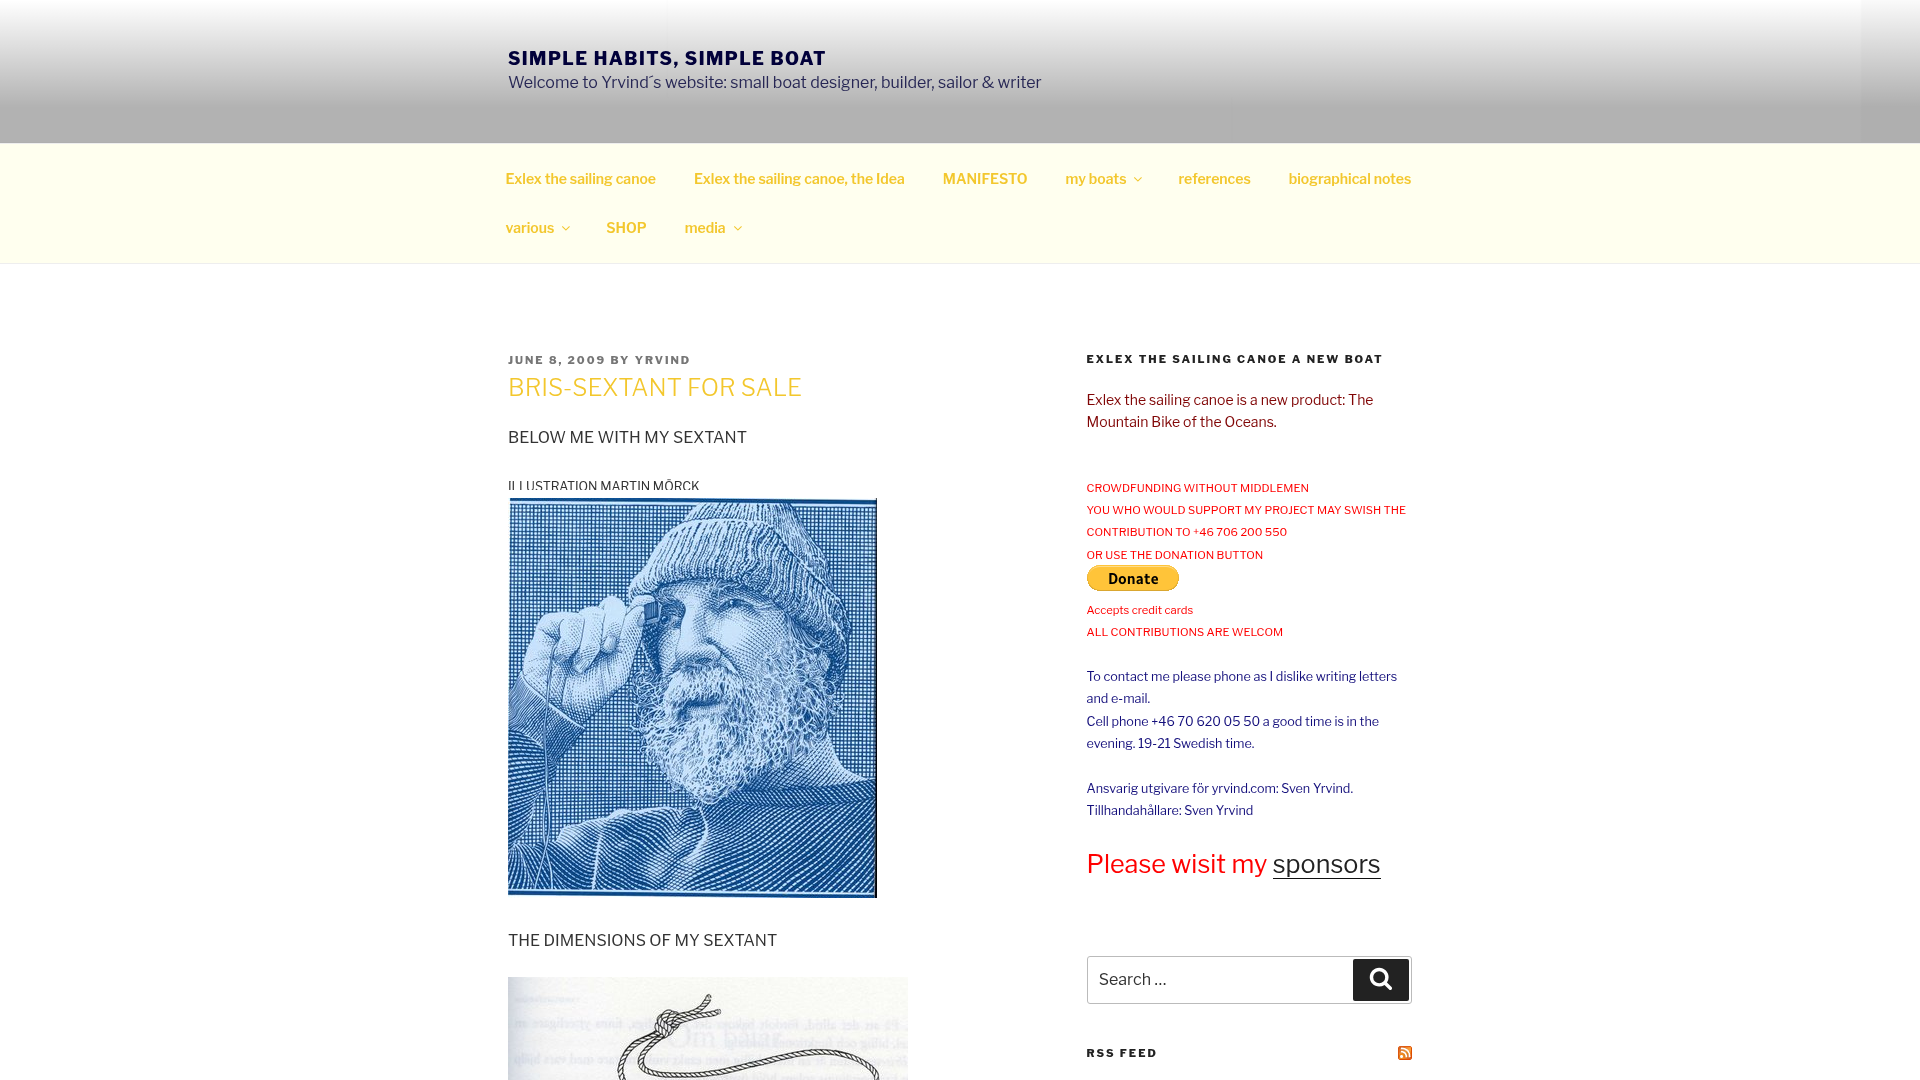 SIMPLE HABITS, SIMPLE BOAT
Welcome to Yrvind´s website: small boat designer, builder, sailor & writer
Exlex the sailing canoe
Exlex the sailing canoe, the Idea
MANIFESTO
my boats
references
biographical notes
various
SHOP
media
JUNE 8, 2009 BY YRVIND
BRIS-SEXTANT FOR SALE
BELOW ME WITH MY SEXTANT
ILLUSTRATION MARTIN MÖRCK
THE DIMENSIONS OF MY SEXTANT
EXLEX THE SAILING CANOE A NEW BOAT
Exlex the sailing canoe is a new product: The
Mountain Bike of the Oceans.
CROWDFUNDING WITHOUT MIDDLEMEN
YOU WHO WOULD SUPPORT MY PROJECT MAY SWISH THE
CONTRIBUTION TO +46 706 200 550
OR USE THE DONATION BUTTON
Donate
Accepts credit cards
ALL CONTRIBUTIONS ARE WELCOM
To contact me please phone as I dislike writing letters
and e-mail.
Cell phone +46 70 620 05 50 a good time is in the
evening. 19-21 Swedish time.
Ansvarig utgivare för yrvind.com: Sven Yrvind.
Tillhandahållare: Sven Yrvind
Please wisit my sponsors
Search …
RSS FEED